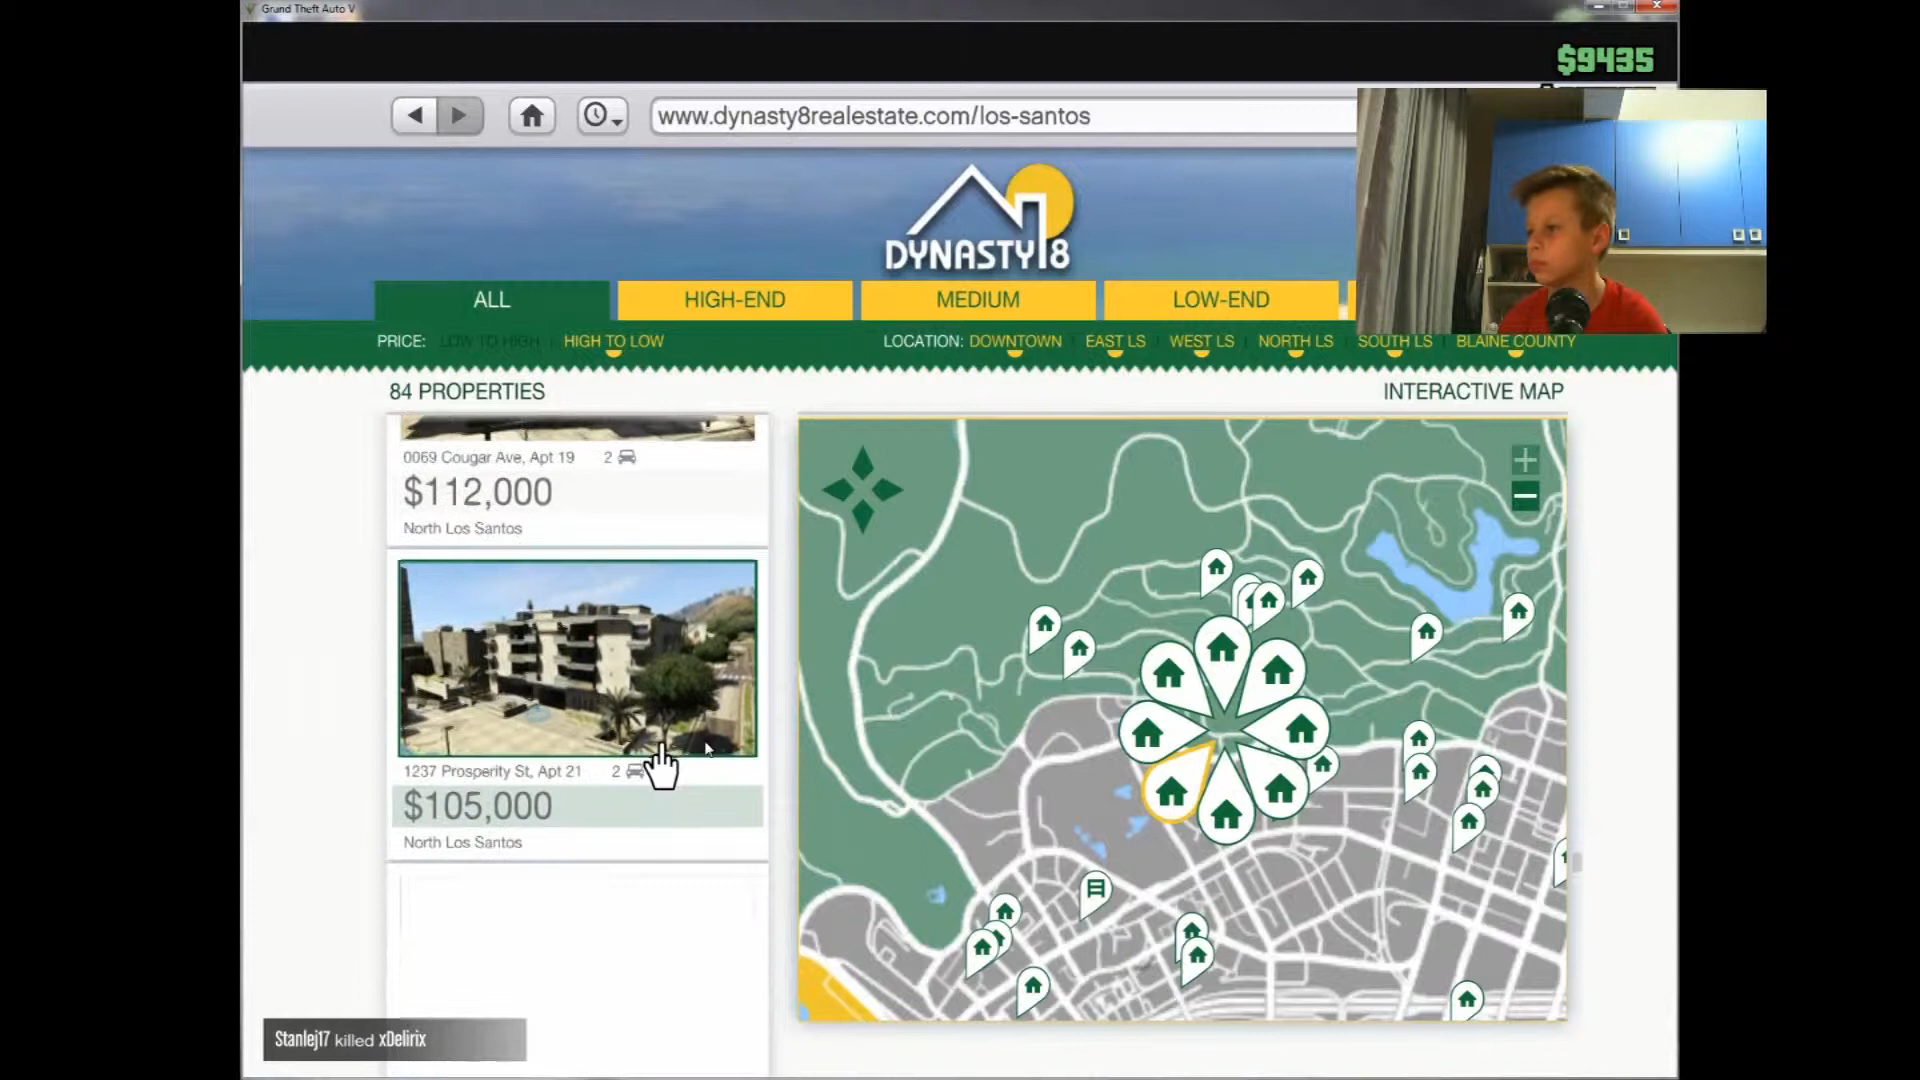 Grand Theft Auto V
$9435
www.dynasty8realestate.com/los-santos
DYNASTY 8
ALL
HIGH-END
MEDIUM
LOW-END
PRICE: LOW TO HIGH HIGH TO LOW
LOCATION: DOWNTOWN EAST LS WEST LS NORTH LS SOUTH LS BLAINE COUNTY
84 PROPERTIES
INTERACTIVE MAP
0069 Cougar Ave, Apt 19 2
$112,000
North Los Santos
1237 Prosperity St, Apt 21 2
$105,000
North Los Santos
Stanlej17 killed xDelirix